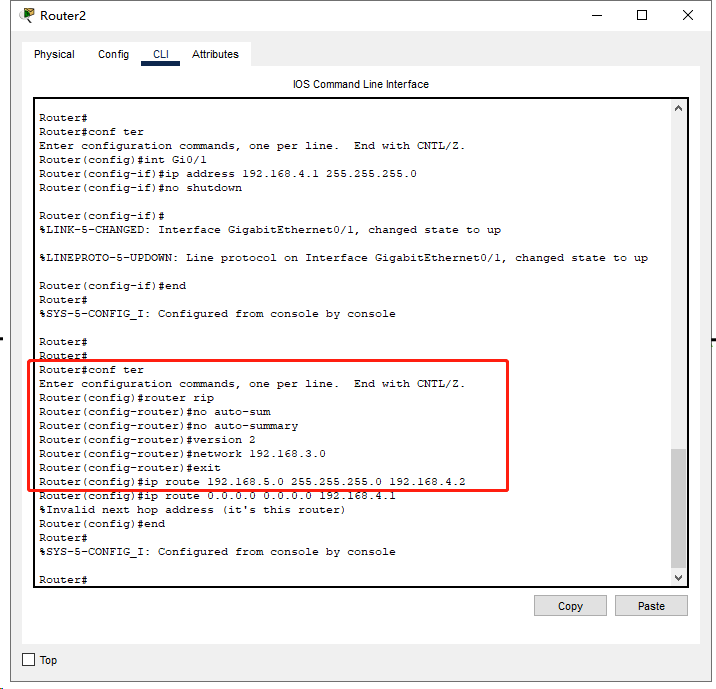 Router2
Physical Config CLI Attributes
IOS Command Line Interface
Router#
Router#conf ter
Enter configuration commands, one per line.  End with CNTL/Z.
Router(config)#int Gi0/1
Router(config-if)#ip address 192.168.4.1 255.255.255.0
Router(config-if)#no shutdown
Router(config-if)#
%LINK-5-CHANGED: Interface GigabitEthernet0/1, changed state to up
%LINEPROTO-5-UPDOWN: Line protocol on Interface GigabitEthernet0/1, changed state to up
Router(config-if)#end
Router#
%SYS-5-CONFIG_I: Configured from console by console
Router#
Router#
Router#conf ter
Enter configuration commands, one per line.  End with CNTL/Z.
Router(config)#router rip
Router(config-router)#no auto-sum
Router(config-router)#no auto-summary
Router(config-router)#version 2
Router(config-router)#network 192.168.3.0
Router(config-router)#exit
Router(config)#ip route 192.168.5.0 255.255.255.0 192.168.4.2
Router(config)#ip route 0.0.0.0 0.0.0.0 192.168.4.1
%Invalid next hop address (it's this router)
Router(config)#end
Router#
%SYS-5-CONFIG_I: Configured from console by console
Router#
Copy Paste
Top